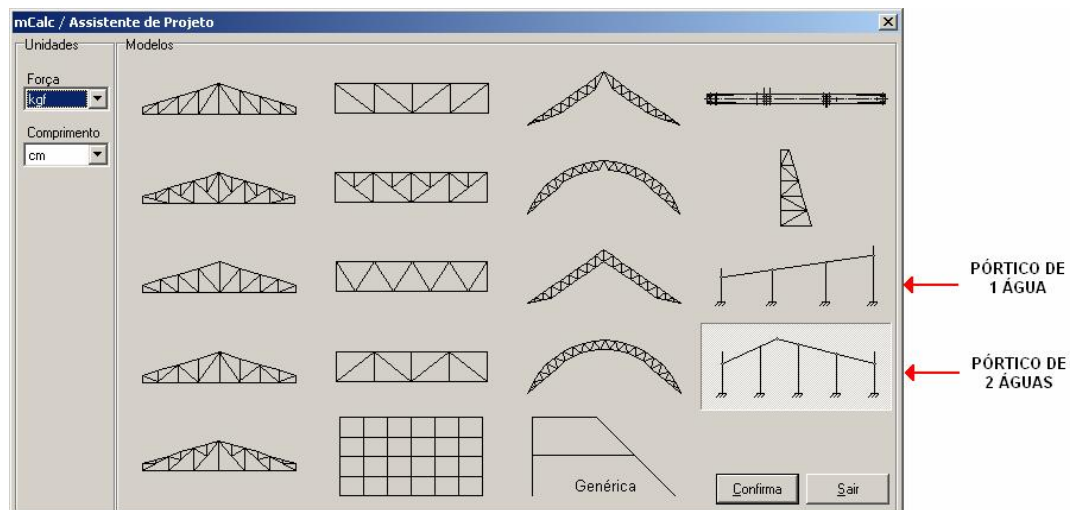 mCalc / Assistente de Projeto
Unidades
Força
kgf
Comprimento
cm
Modelos
Genérica
Confirma
Sair
PÓRTICO DE
1 ÁGUA
PÓRTICO DE
2 ÁGUAS